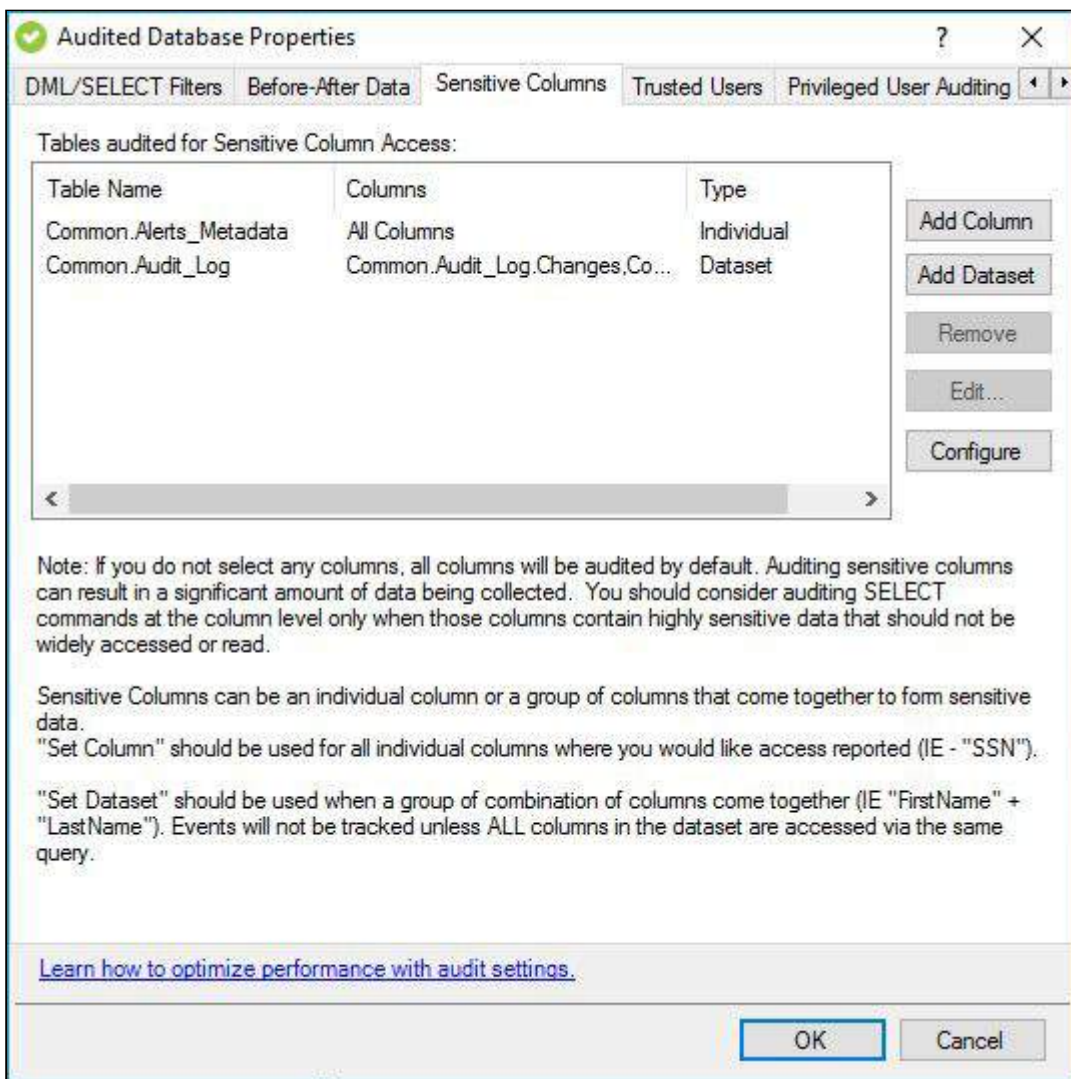 Audited Database Properties
?
DML/SELECT Filters Before-After Data Sensitive Columns Trusted Users Privileged User Auditing
Tables audited for Sensitive Column Access:
Table Name Columns Type
Common.Alerts_Metadata All Columns Individual
Common.Audit_Log Common.Audit_Log.Changes,Co... Dataset
Add Column
Add Dataset
Remove
Edit...
Configure
Note: If you do not select any columns, all columns will be audited by default. Auditing sensitive columns
can result in a significant amount of data being collected. You should consider auditing SELECT
commands at the column level only when those columns contain highly sensitive data that should not be
widely accessed or read.
Sensitive Columns can be an individual column or a group of columns that come together to form sensitive
data.
"Set Column" should be used for all individual columns where you would like access reported (IE - "SSN").
"Set Dataset" should be used when a group of combination of columns come together (IE "FirstName" +
"LastName"). Events will not be tracked unless ALL columns in the dataset are accessed via the same
query.
Learn how to optimize performance with audit settings.
OK Cancel